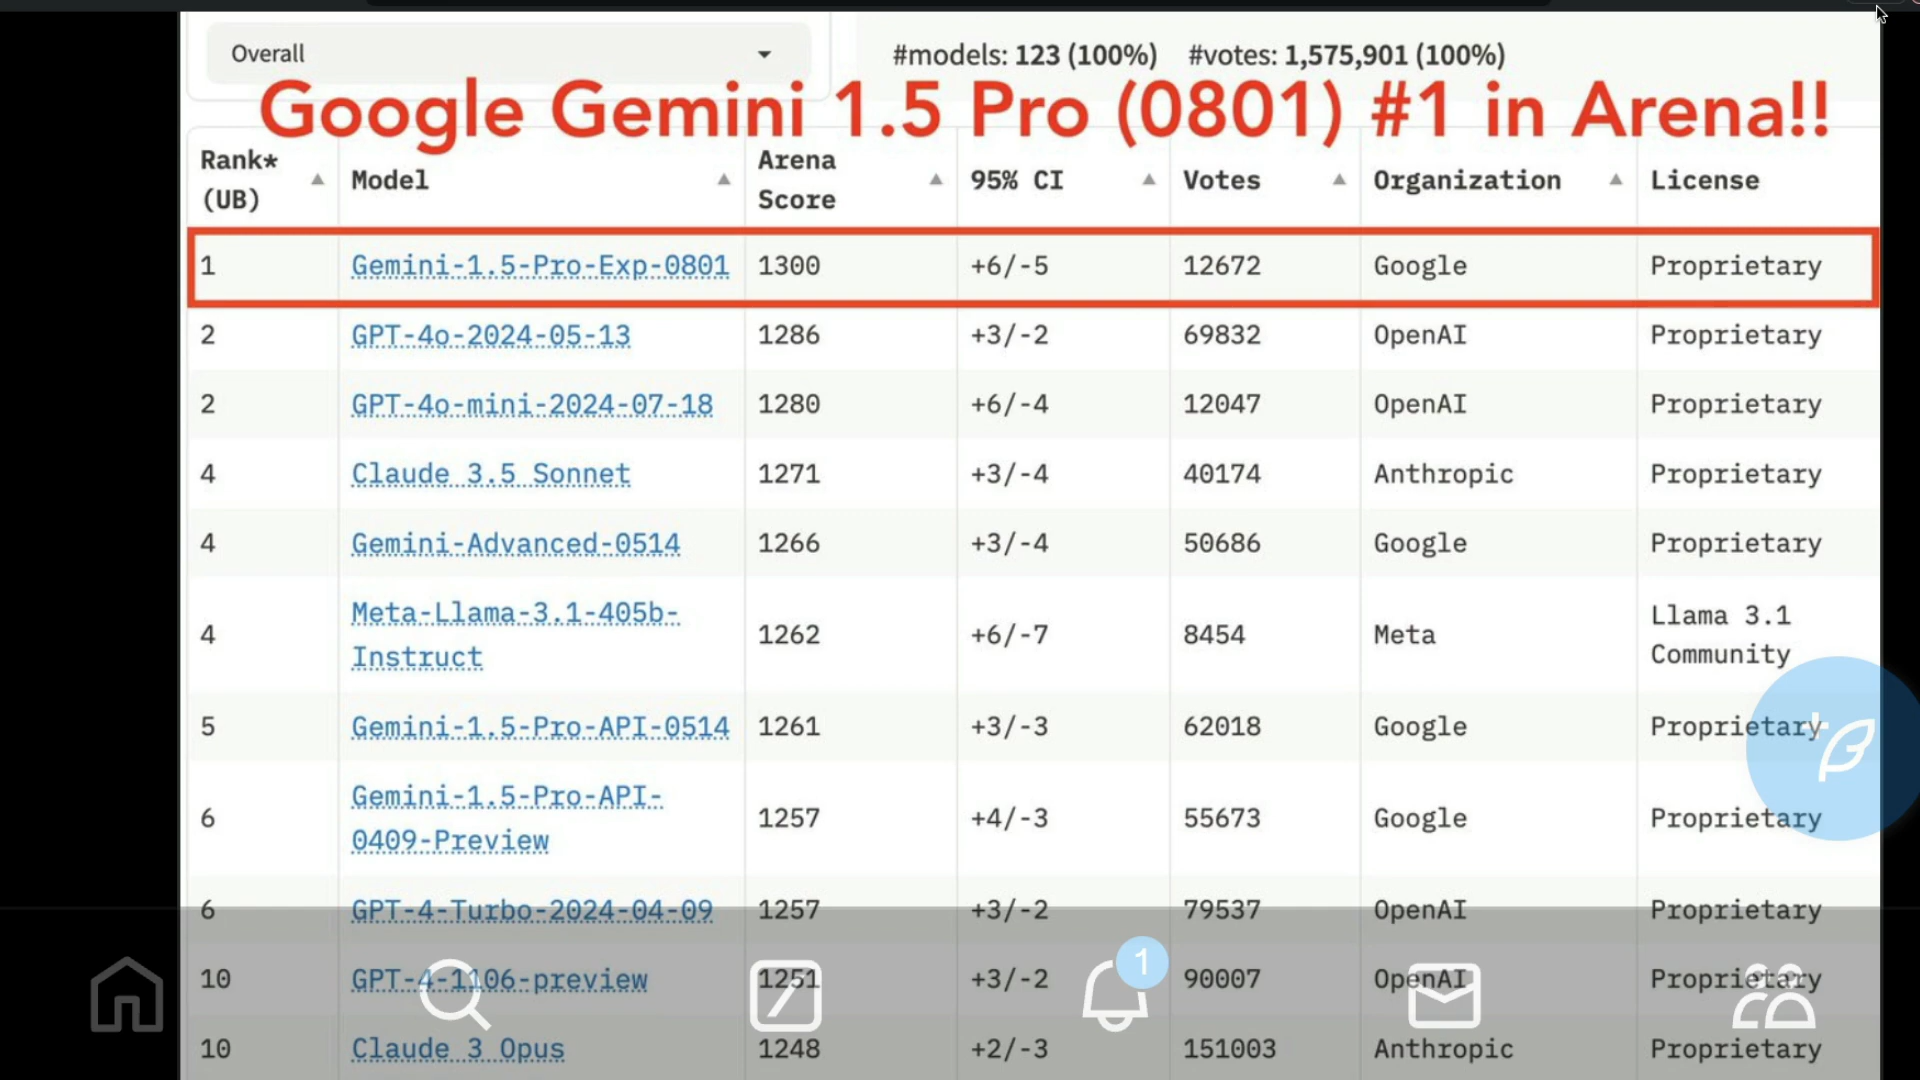 Overall
#models: 123 (100%) #votes: 1,575,901 (100%)
Google Gemini 1.5 Pro (0801) #1 in Arena!!
Rank* (UB) Model Arena Score 95% CI Votes Organization License
1 Gemini-1.5-Pro-Exp-0801 1300 +6/-5 12672 Google Proprietary
2 GPT-4o-2024-05-13 1286 +3/-2 69832 OpenAI Proprietary
2 GPT-4o-mini-2024-07-18 1280 +6/-4 12047 OpenAI Proprietary
4 Claude 3.5 Sonnet 1271 +3/-4 40174 Anthropic Proprietary
4 Gemini-Advanced-0514 1266 +3/-4 50686 Google Proprietary
4 Meta-Llama-3.1-405b-Instruct 1262 +6/-7 8454 Meta Llama 3.1 Community
5 Gemini-1.5-Pro-API-0514 1261 +3/-3 62018 Google Proprietary
6 Gemini-1.5-Pro-API-0409-Preview 1257 +4/-3 55673 Google Proprietary
6 GPT-4-Turbo-2024-04-09 1257 +3/-2 79537 OpenAI Proprietary
1
10 GPT-4-1106-preview 1251 +3/-2 90007 OpenAI Proprietary
10 Claude 3 Opus 1248 +2/-3 151003 Anthropic Proprietary